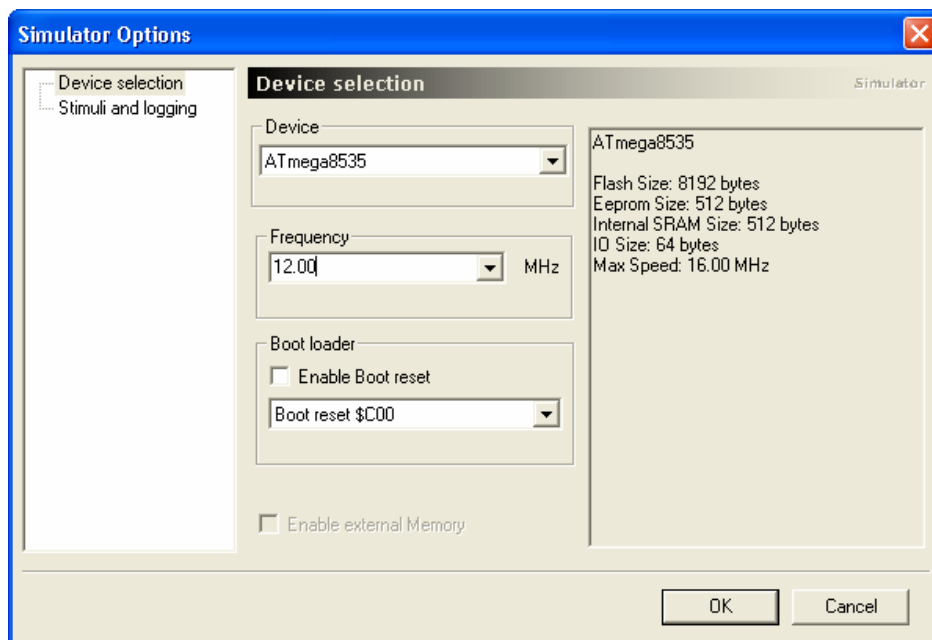 Simulator Options
Device selection
Stimuli and logging
Device selection
Simulator
Device
ATmega8535
Frequency
12.00
MHz
Boot loader
Enable Boot reset
Boot reset $C00
Enable external Memory
ATmega8535
Flash Size: 8192 bytes
Eeprom Size: 512 bytes
Internal SRAM Size: 512 bytes
IO Size: 64 bytes
Max Speed: 16.00 MHz
OK
Cancel